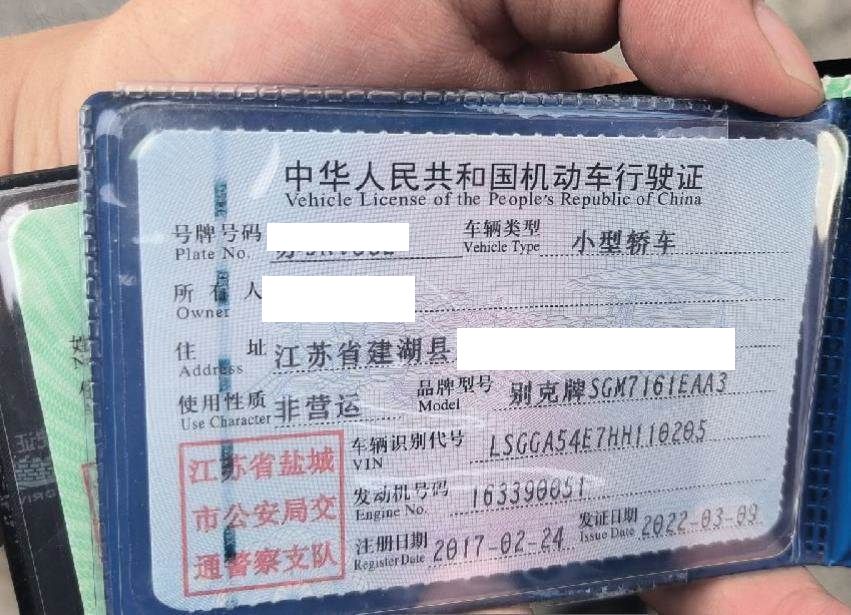 中华人民共和国机动车行驶证
Vehicle License of the People's Republic of China
号牌号码 车辆类型 小型轿车
Plate No. Vehicle Type
所有人
Owner
住址 江苏省建湖县
Address
使用性质 非营运 品牌型号 别克牌SGM7161EAA3
Use Character Model
车辆识别代号 LSGGA54E7HH110205
VIN
发动机号码 163390051
Engine No.
注册日期 2017-02-24 发证日期 2022-03-09
Register Date Issue Date
江苏省盐城
市公安局交
通警察支队